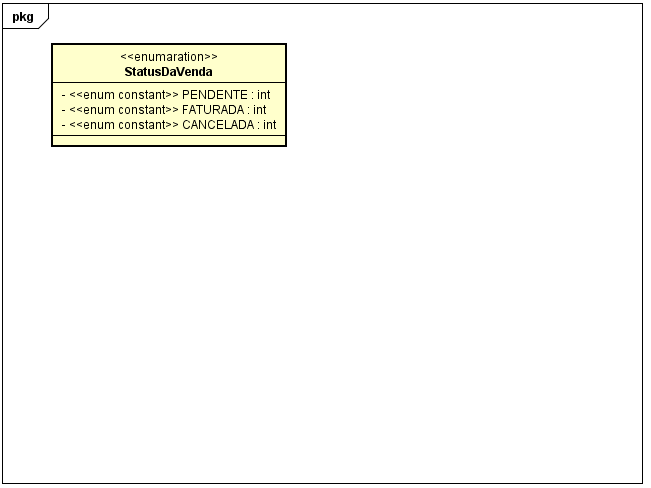 pkg
<<enumaration>>
StatusDaVenda
- <<enum constant>> PENDENTE : int
- <<enum constant>> FATURADA : int
- <<enum constant>> CANCELADA : int